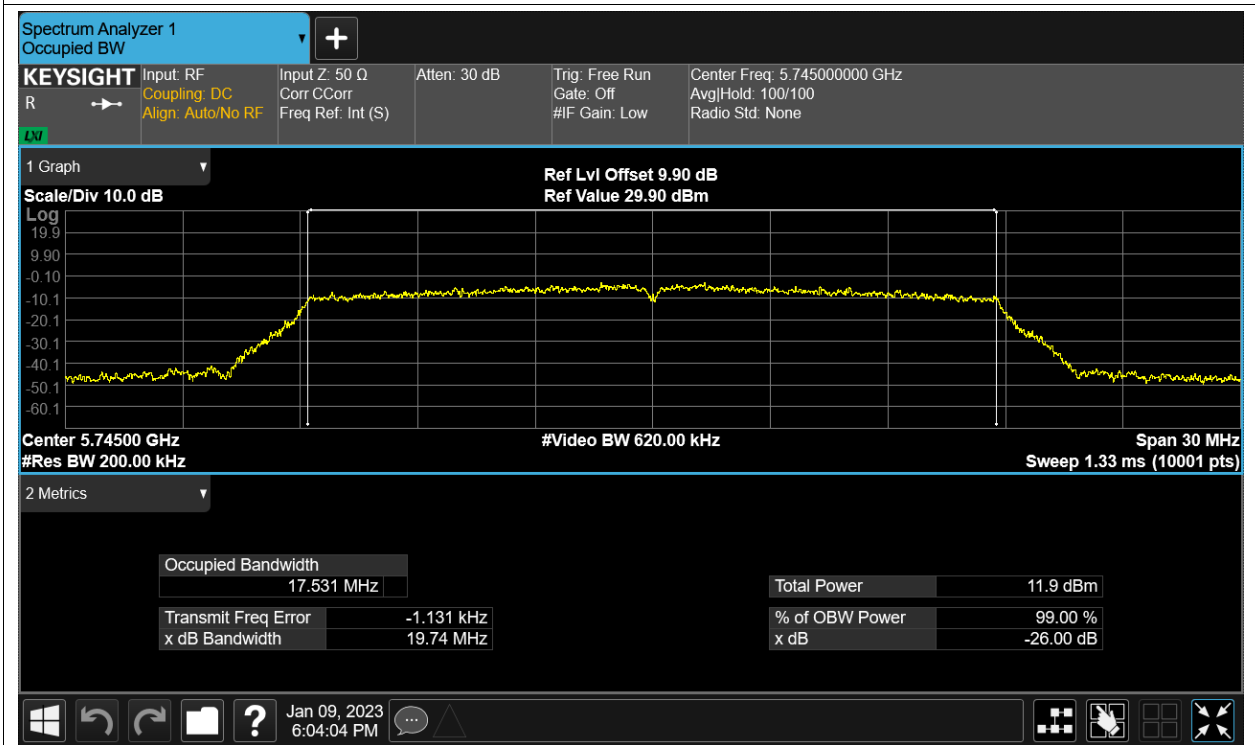 Spectrum Analyzer 1
Occupied BW
KEYSIGHT
R
LXI
Input: RF
Coupling: DC
Align: Auto/No RF
Input Z: 50 Ω
Corr CCorr
Freq Ref: Int (S)
Atten: 30 dB
Trig: Free Run
Gate: Off
#IF Gain: Low
Center Freq: 5.745000000 GHz
Avg|Hold: 100/100
Radio Std: None
1 Graph
Scale/Div 10.0 dB
Ref Lvl Offset 9.90 dB
Ref Value 29.90 dBm
Log
19.9
9.90
-0.10
-10.1
-20.1
-30.1
-40.1
-50.1
-60.1
Center 5.74500 GHz
#Video BW 620.00 kHz
Span 30 MHz
#Res BW 200.00 kHz
Sweep 1.33 ms (10001 pts)
2 Metrics
Occupied Bandwidth
17.531 MHz
Total Power 11.9 dBm
Transmit Freq Error -1.131 kHz
% of OBW Power 99.00 %
x dB Bandwidth 19.74 MHz
x dB -26.00 dB
?
Jan 09, 2023
6:04:04 PM